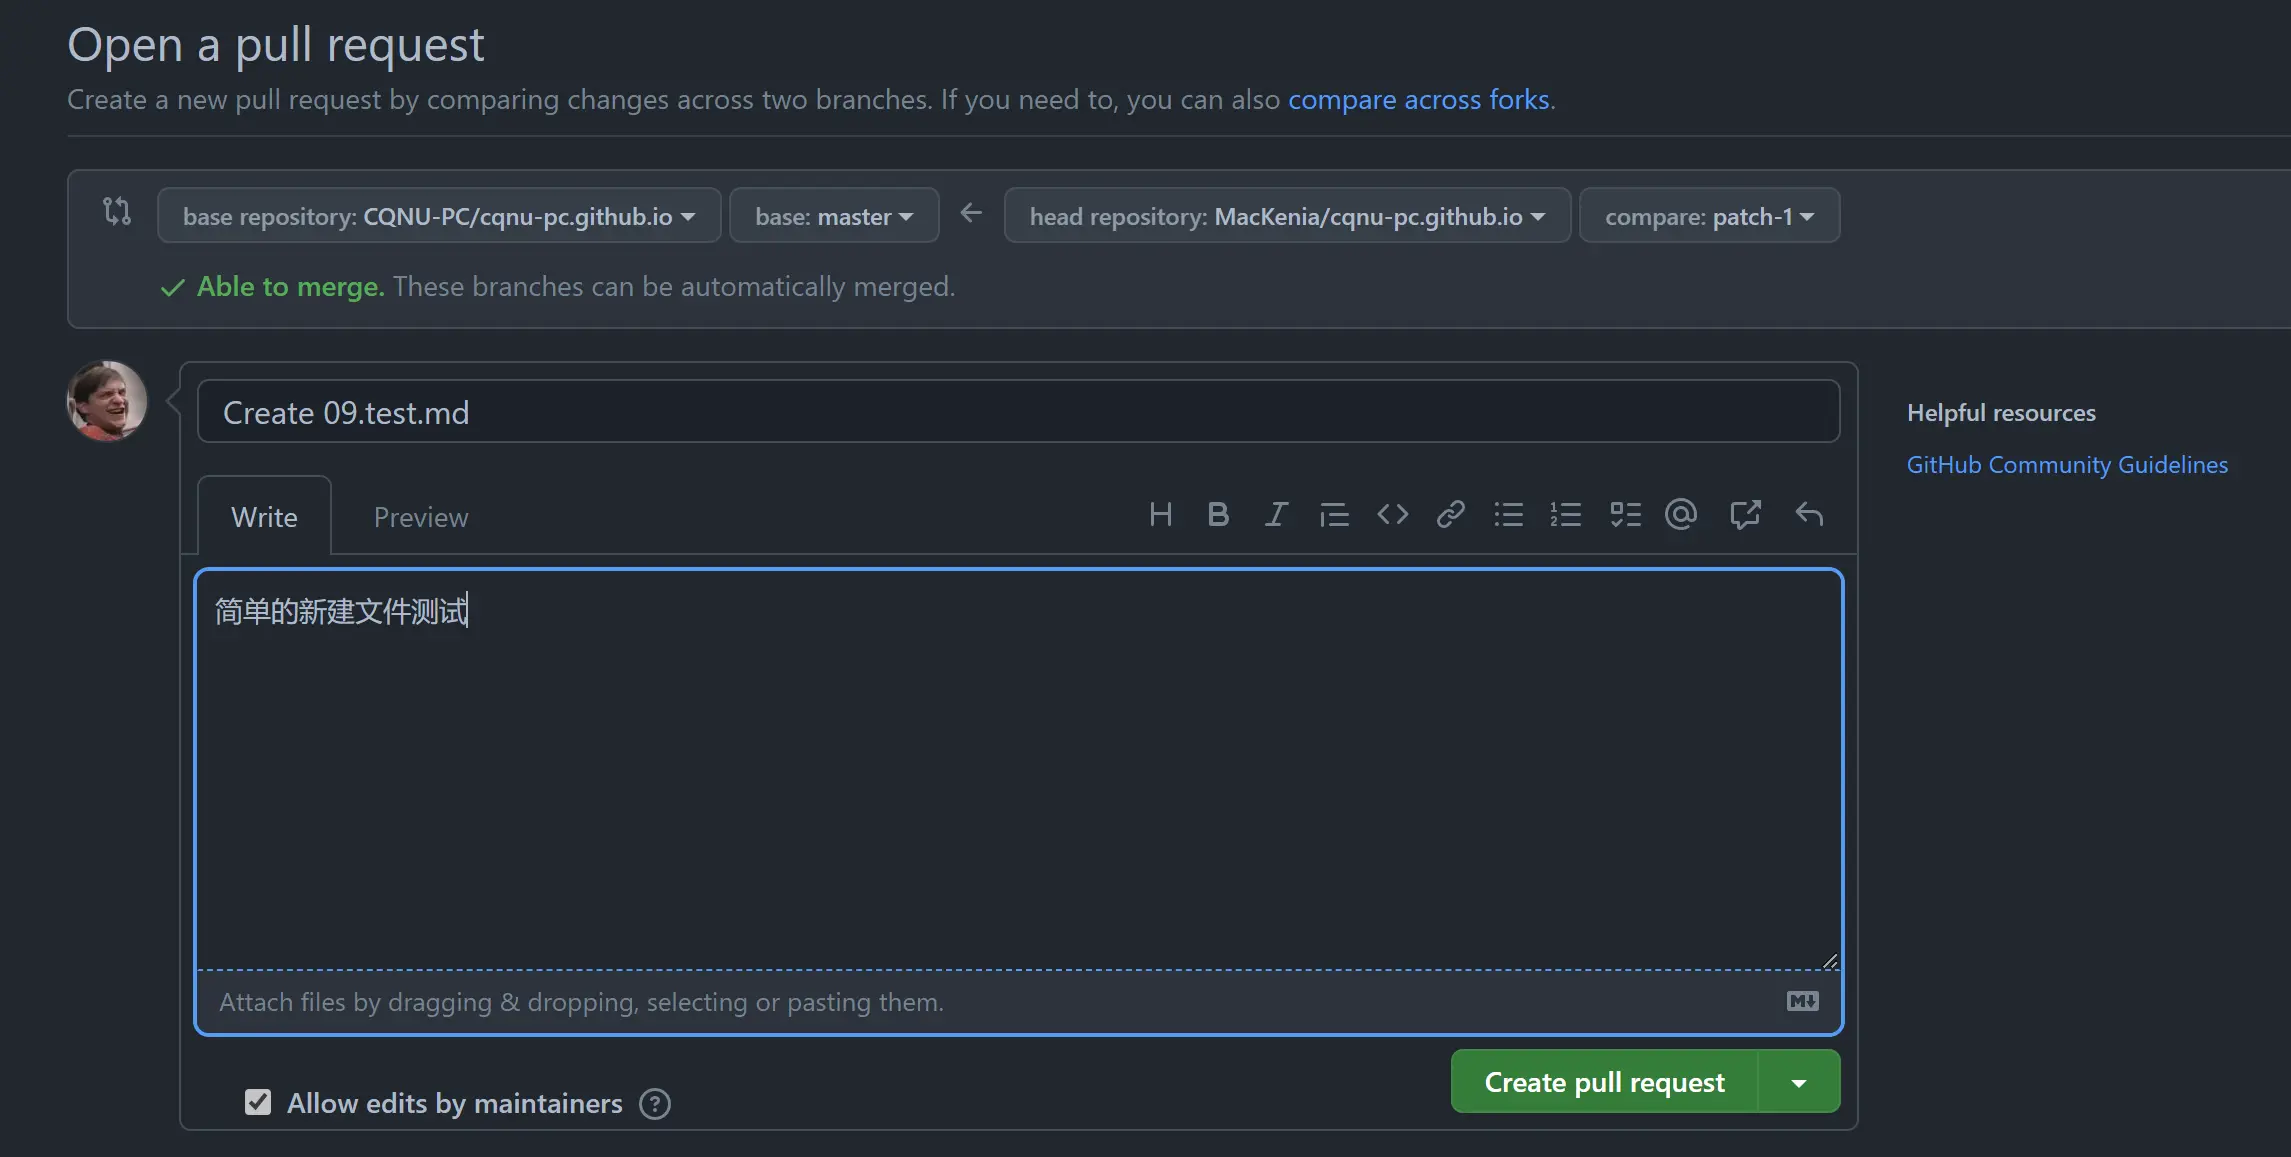 Open a pull request
Create a new pull request by comparing changes across two branches. If you need to, you can also compare across forks.
base repository: CQNU-PC/cqnu-pc.github.io
base: master
head repository: MacKenia/cqnu-pc.github.io
compare: patch-1
Able to merge. These branches can be automatically merged.
Create 09.test.md
Helpful resources
GitHub Community Guidelines
Write
Preview
简单的新建文件测试
Attach files by dragging & dropping, selecting or pasting them.
Allow edits by maintainers
Create pull request